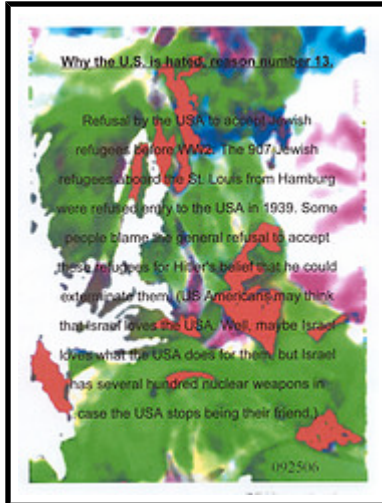 Why the U.S. is hated, reason number 13.
Refusal by the USA to accept Jewish
refugees before WW2. The 907 Jewish
refugees aboard the St. Louis from Hamburg
were refused entry to the USA in 1939. Some
people blame the general refusal to accept
these refugees for Hitler's belief that he could
exterminate them. (US Americans may think
that Israel loves the USA. Well, maybe Israel
loves what the USA does for them, but Israel
has several hundred nuclear weapons in
case the USA stops being their friend.)
092506